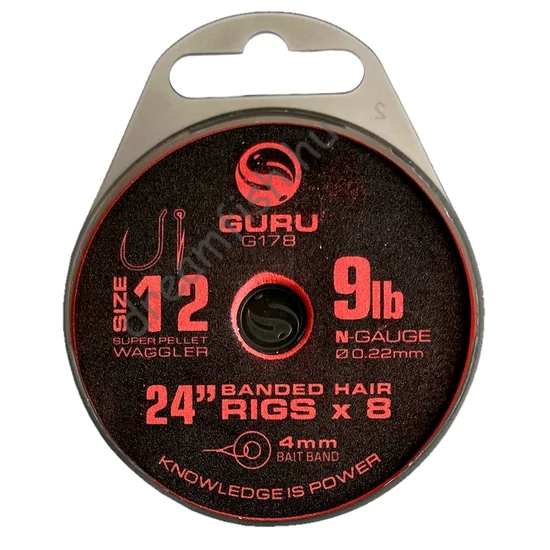 2
GURU
G178
SIZE 12
SUPER PELLET
WAGGLER
9lb
N-GAUGE
Ø 0.22mm
24” BANDED HAIR
RIGS x 8
4mm
BAIT BAND
KNOWLEDGE IS POWER